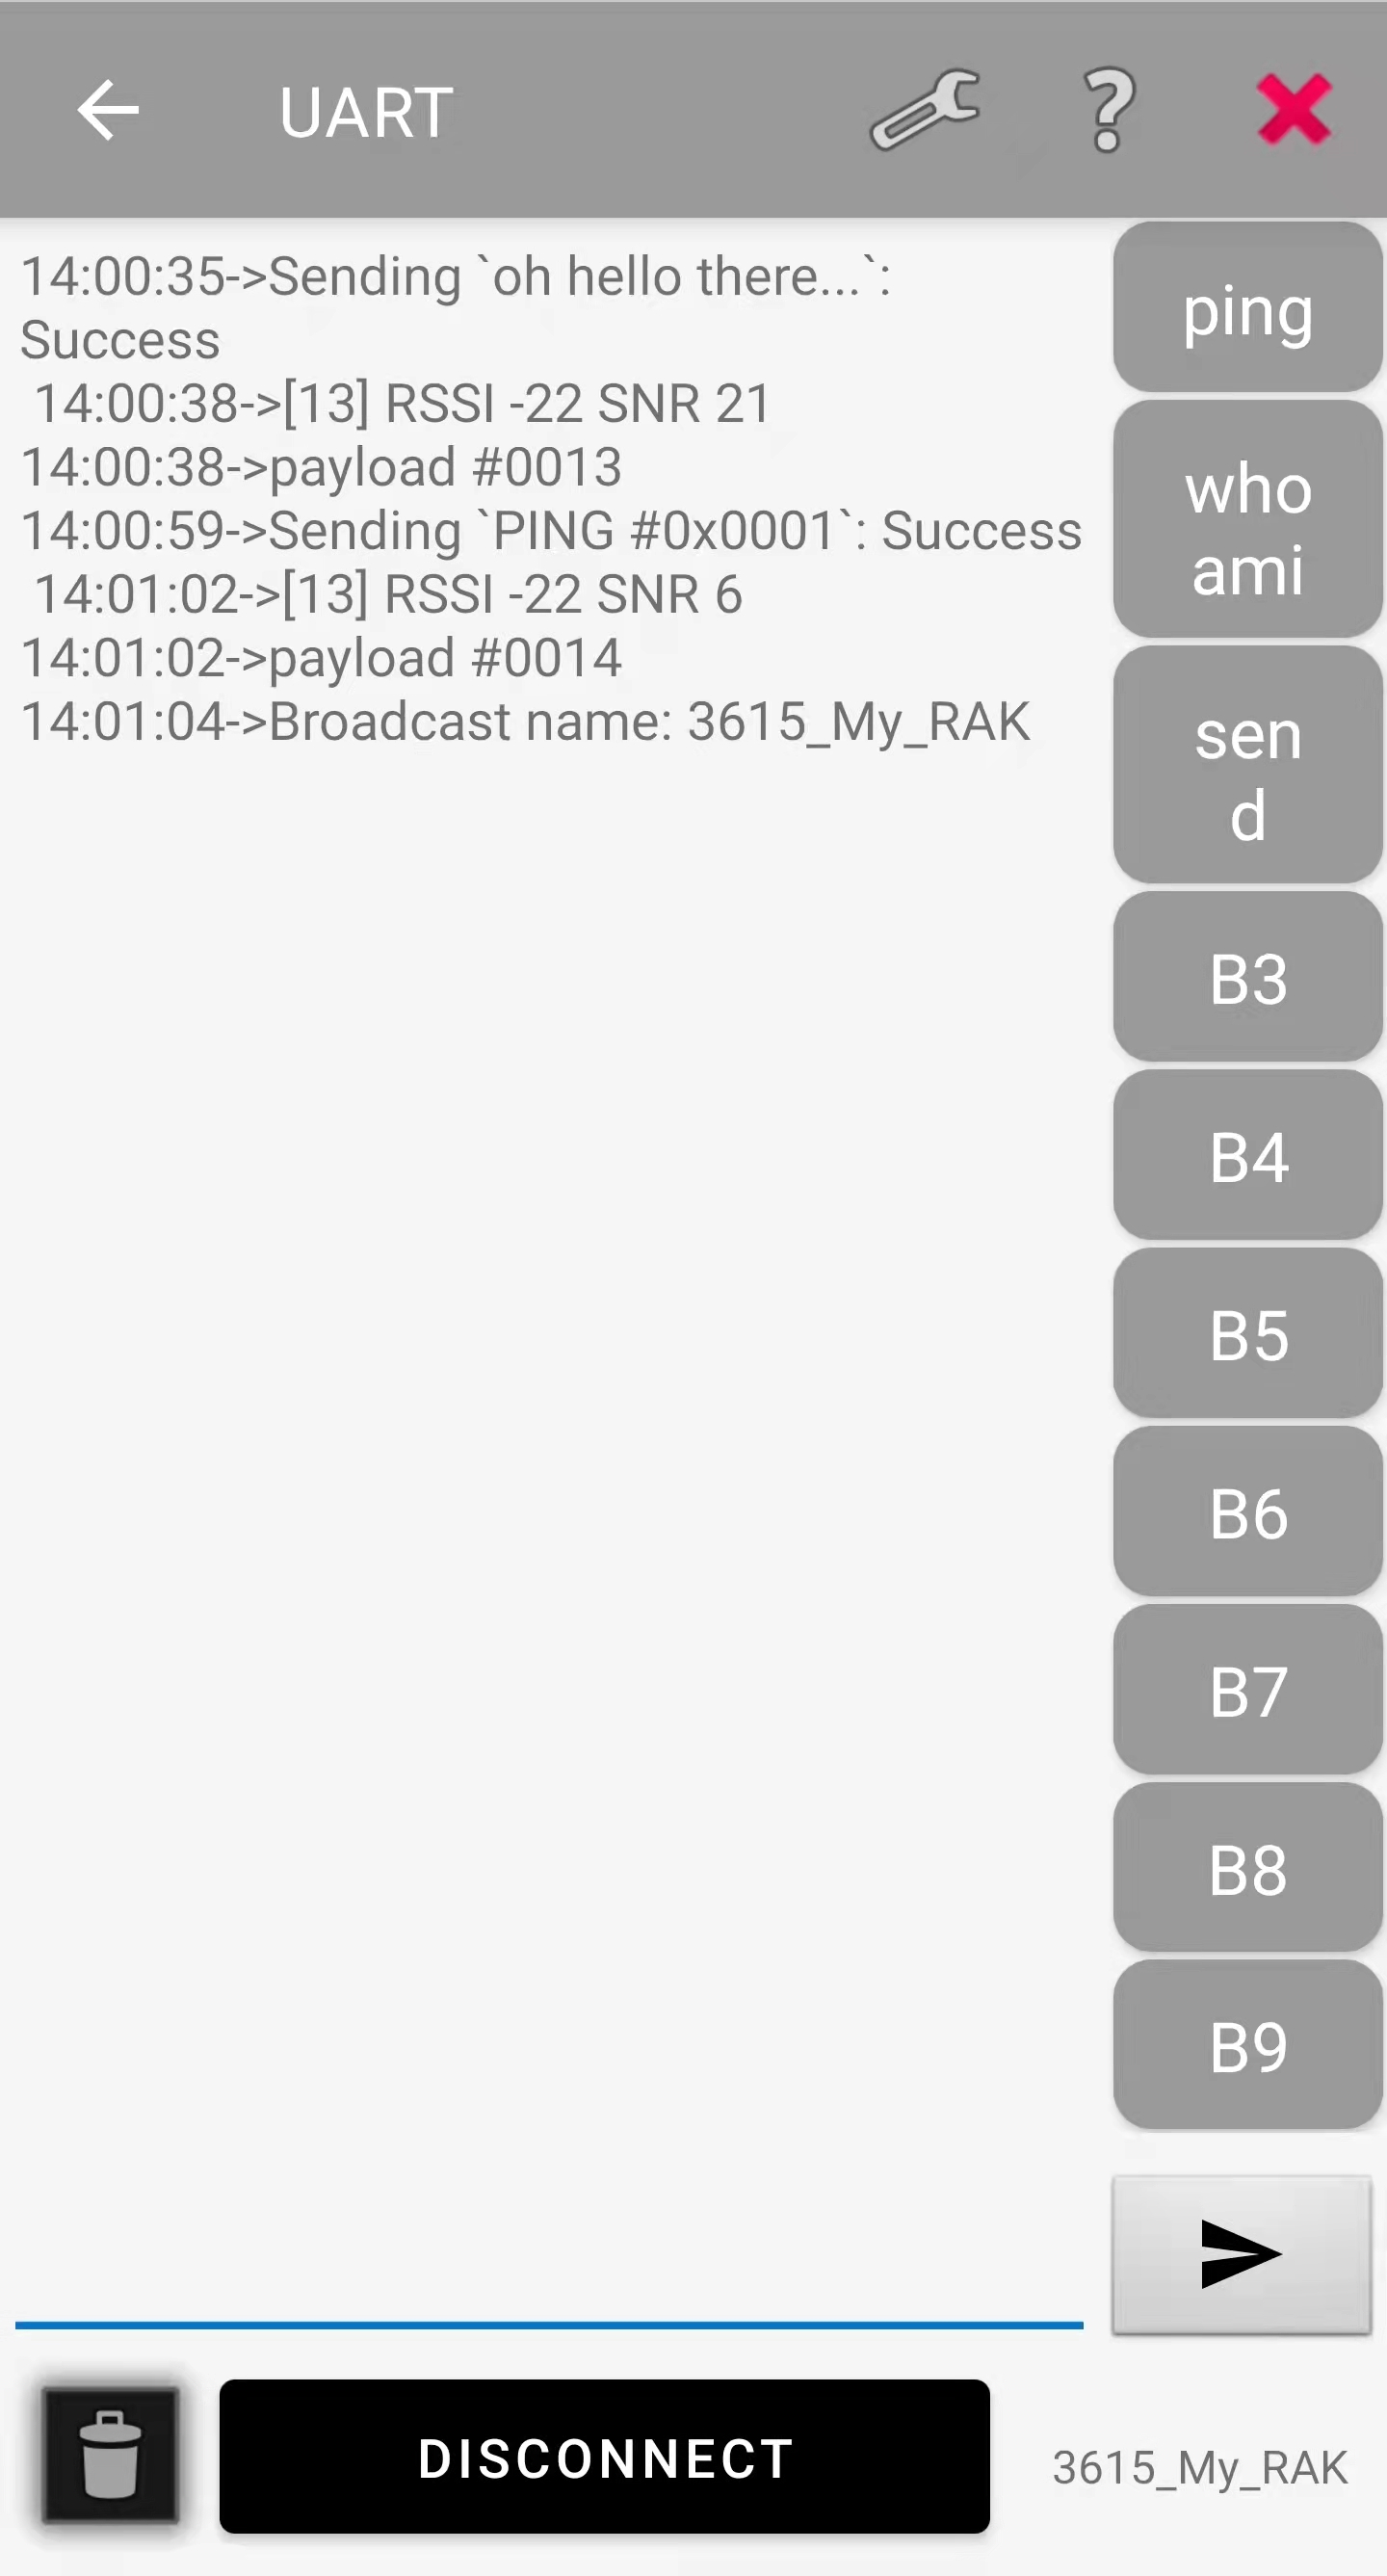 UART
14:00:35->Sending `oh hello there...`:
Success
14:00:38->[13] RSSI -22 SNR 21
14:00:38->payload #0013
14:00:59->Sending `PING #0x0001`: Success
14:01:02->[13] RSSI -22 SNR 6
14:01:02->payload #0014
14:01:04->Broadcast name: 3615_My_RAK
ping
who
ami
sen
d
B3
B4
B5
B6
B7
B8
B9
DISCONNECT
3615_My_RAK